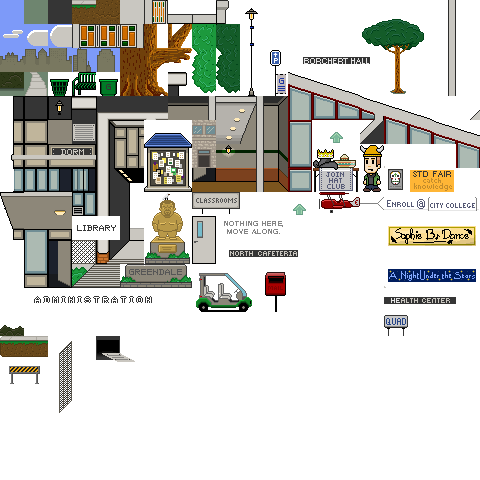 P
BORCHERT HALL
DORM
JOIN
HAT
CLUB
STD FAIR
catch
knowledge
CLASSROOMS
ENROLL @ CITY COLLEGE
LIBRARY
NOTHING HERE,
MOVE ALONG.
Sophie B. Dance
NORTH CAFETERIA
GREENDALE
A Night Under the Stars
ADMINISTRATION
HEALTH CENTER
QUAD